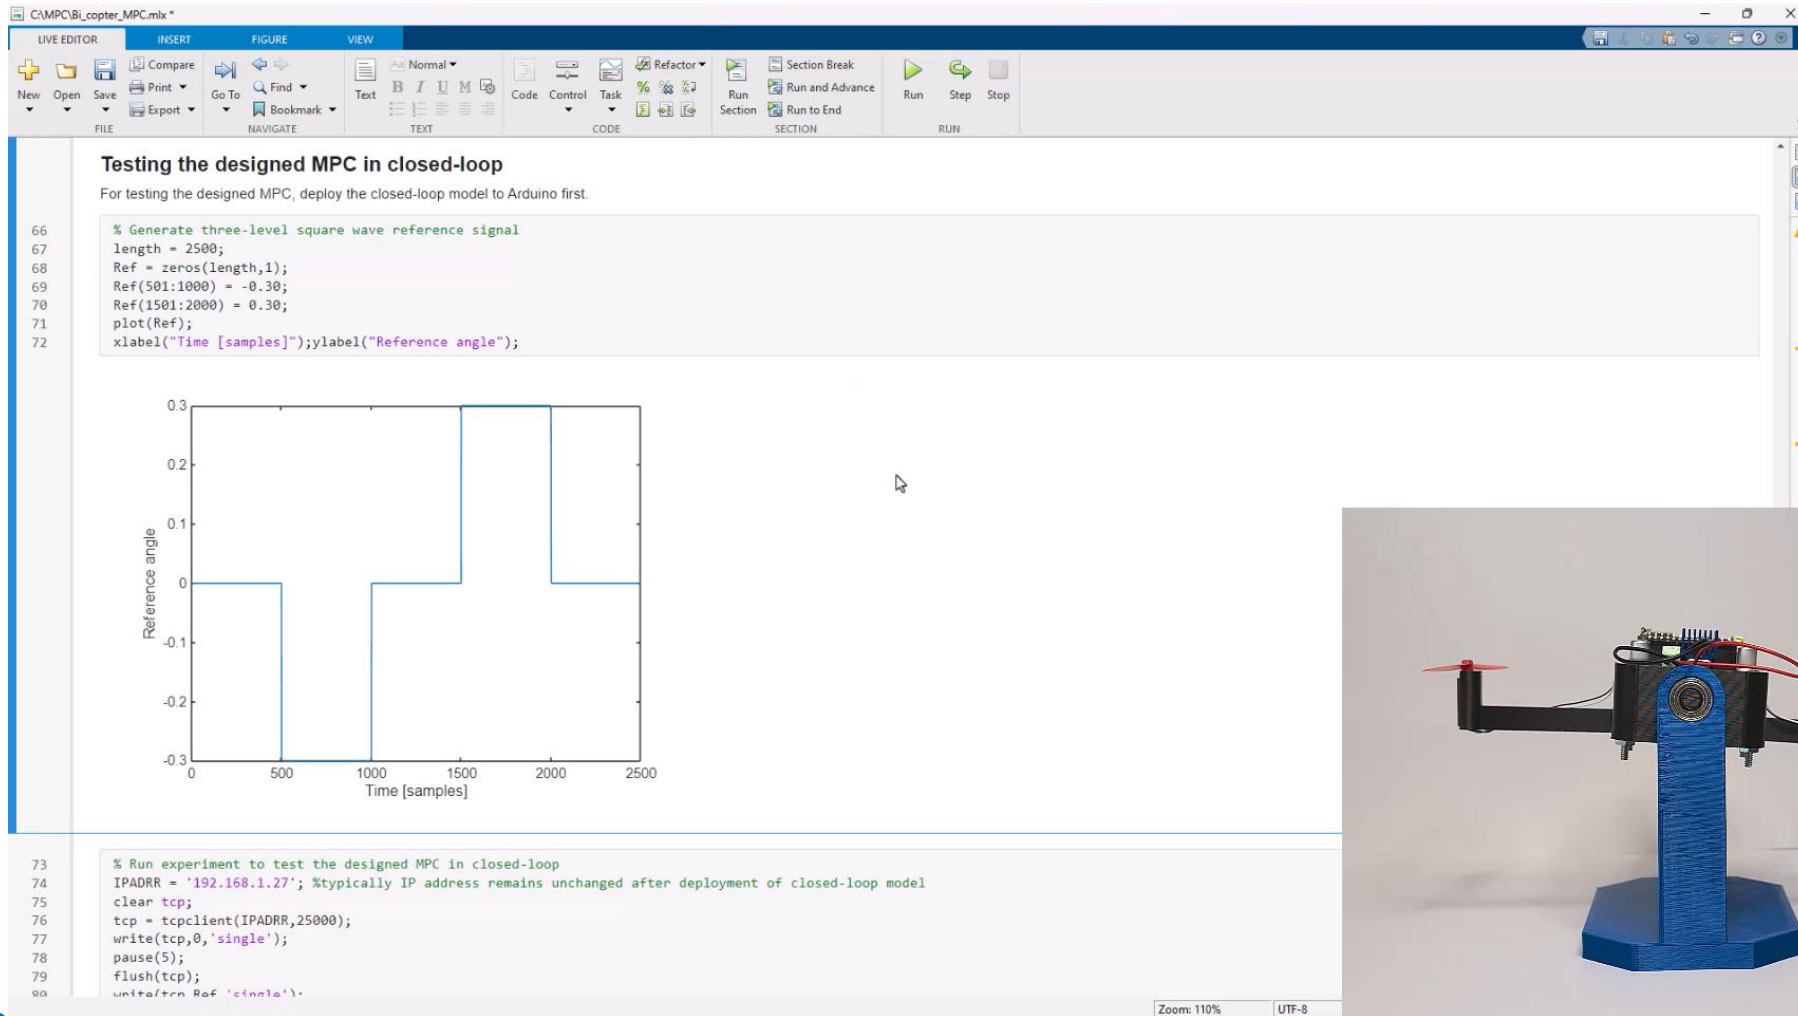 C:\MPC\Bi_copter_MPC.mlx *
LIVE EDITOR INSERT FIGURE VIEW
New
Open
Save
Compare
Print
Export
FILE
Go To
Find
Bookmark
NAVIGATE
Text
Aa Normal
B I U M
TEXT
Code
Control
Task
Refactor
CODE
Run Section
Section Break
Run and Advance
Run to End
SECTION
Run
Step
Stop
RUN
Testing the designed MPC in closed-loop
For testing the designed MPC, deploy the closed-loop model to Arduino first.
66 % Generate three-level square wave reference signal
67 length = 2500;
68 Ref = zeros(length,1);
69 Ref(501:1000) = -0.30;
70 Ref(1501:2000) = 0.30;
71 plot(Ref);
72 xlabel("Time [samples]");ylabel("Reference angle");
0.3
0.2
0.1
0
-0.1
-0.2
-0.3
Reference angle
0 500 1000 1500 2000 2500
Time [samples]
73 % Run experiment to test the designed MPC in closed-loop
74 IPADRR = '192.168.1.27'; %typically IP address remains unchanged after deployment of closed-loop model
75 clear tcp;
76 tcp = tcpclient(IPADRR,25000);
77 write(tcp,0,'single');
78 pause(5);
79 flush(tcp);
80 write(tcp,Ref,'single');
Zoom: 110% UTF-8